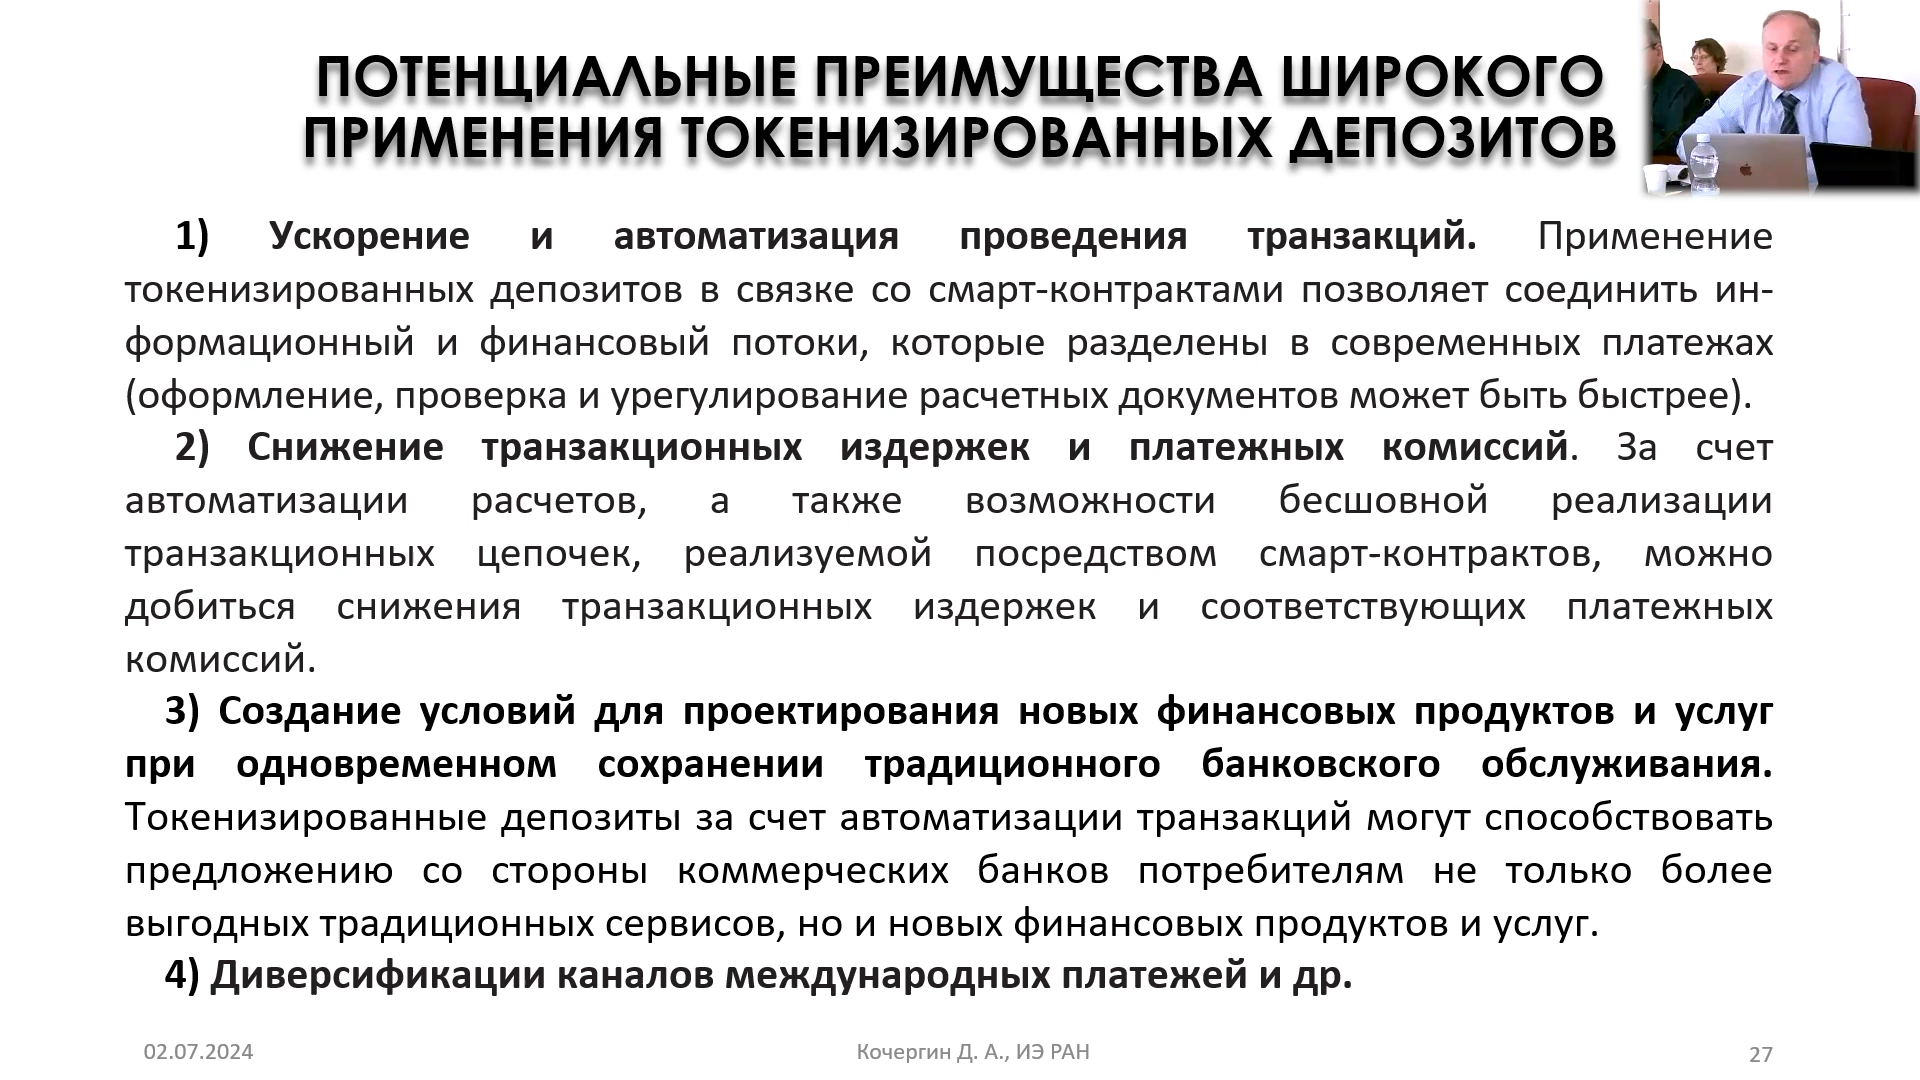 ПОТЕНЦИАЛЬНЫЕ ПРЕИМУЩЕСТВА ШИРОКОГО
ПРИМЕНЕНИЯ ТОКЕНИЗИРОВАННЫХ ДЕПОЗИТОВ
1) Ускорение и автоматизация проведения транзакций. Применение
токенизированных депозитов в связке со смарт-контрактами позволяет соединить ин-
формационный и финансовый потоки, которые разделены в современных платежах
(оформление, проверка и урегулирование расчетных документов может быть быстрее).
2) Снижение транзакционных издержек и платежных комиссий. За счет
автоматизации расчетов, а также возможности бесшовной реализации
транзакционных цепочек, реализуемой посредством смарт-контрактов, можно
добиться снижения транзакционных издержек и соответствующих платежных
комиссий.
3) Создание условий для проектирования новых финансовых продуктов и услуг
при одновременном сохранении традиционного банковского обслуживания.
Токенизированные депозиты за счет автоматизации транзакций могут способствовать
предложению со стороны коммерческих банков потребителям не только более
выгодных традиционных сервисов, но и новых финансовых продуктов и услуг.
4) Диверсификации каналов международных платежей и др.
02.07.2024
Кочергин Д. А., ИЭ РАН
27